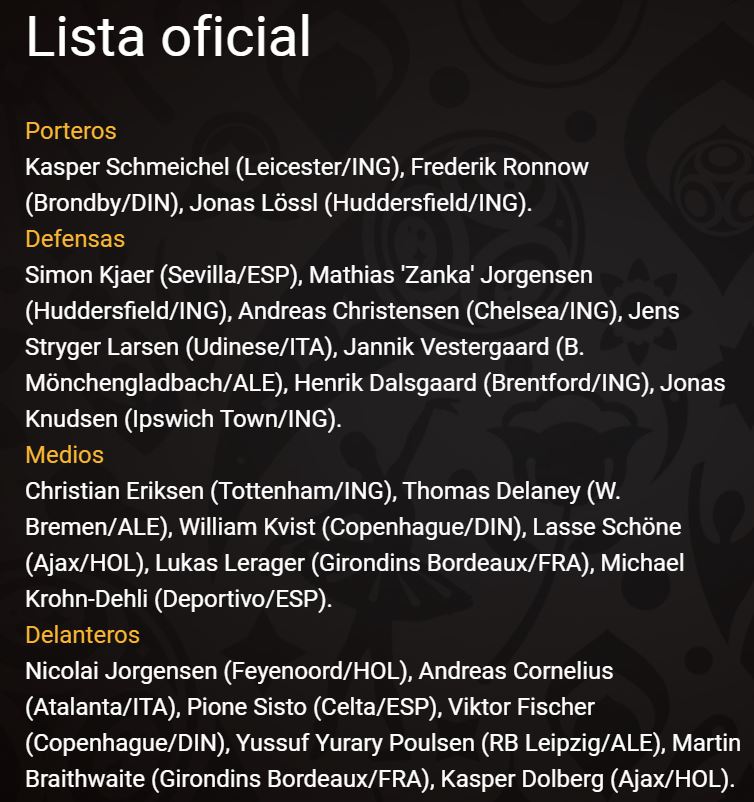 Lista oficial
Porteros
Kasper Schmeichel (Leicester/ING), Frederik Ronnow
(Brondby/DIN), Jonas Lössl (Huddersfield/ING).
Defensas
Simon Kjaer (Sevilla/ESP), Mathias 'Zanka' Jorgensen
(Huddersfield/ING), Andreas Christensen (Chelsea/ING), Jens
Stryger Larsen (Udinese/ITA), Jannik Vestergaard (B.
Mönchengladbach/ALE), Henrik Dalsgaard (Brentford/ING), Jonas
Knudsen (Ipswich Town/ING).
Medios
Christian Eriksen (Tottenham/ING), Thomas Delaney (W.
Bremen/ALE), William Kvist (Copenhague/DIN), Lasse Schöne
(Ajax/HOL), Lukas Lerager (Girondins Bordeaux/FRA), Michael
Krohn-Dehli (Deportivo/ESP).
Delanteros
Nicolai Jorgensen (Feyenoord/HOL), Andreas Cornelius
(Atalanta/ITA), Pione Sisto (Celta/ESP), Viktor Fischer
(Copenhague/DIN), Yussuf Yurary Poulsen (RB Leipzig/ALE), Martin
Braithwaite (Girondins Bordeaux/FRA), Kasper Dolberg (Ajax/HOL).